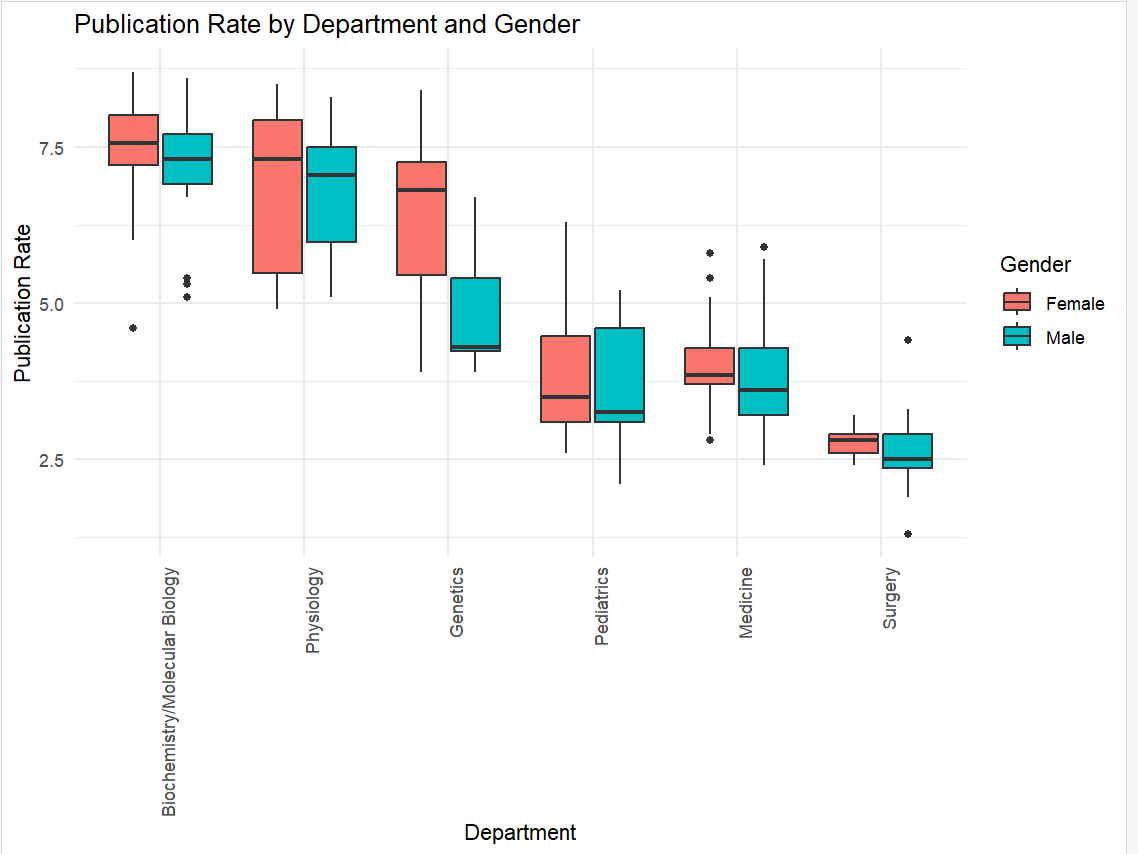 Publication Rate by Department and Gender
Publication Rate
7.5
5.0
2.5
Biochemistry/Molecular Biology
Physiology
Genetics
Pediatrics
Medicine
Surgery
Department
Gender
Female
Male